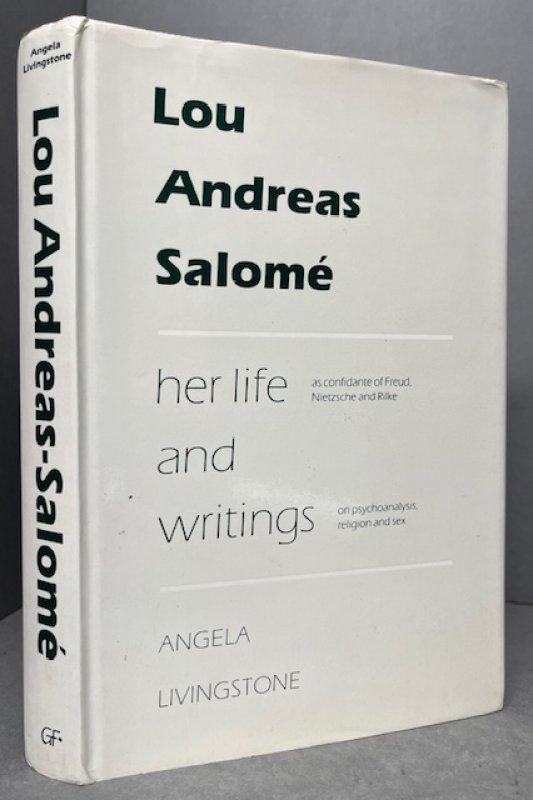 Angela
Livingstone
Lou Andreas-Salomé
GF.
Lou
Andreas
Salomé
her life
as confidante of Freud,
Nietzsche and Rilke
and
writings
on psychoanalysis,
religion and sex
ANGELA
LIVINGSTONE